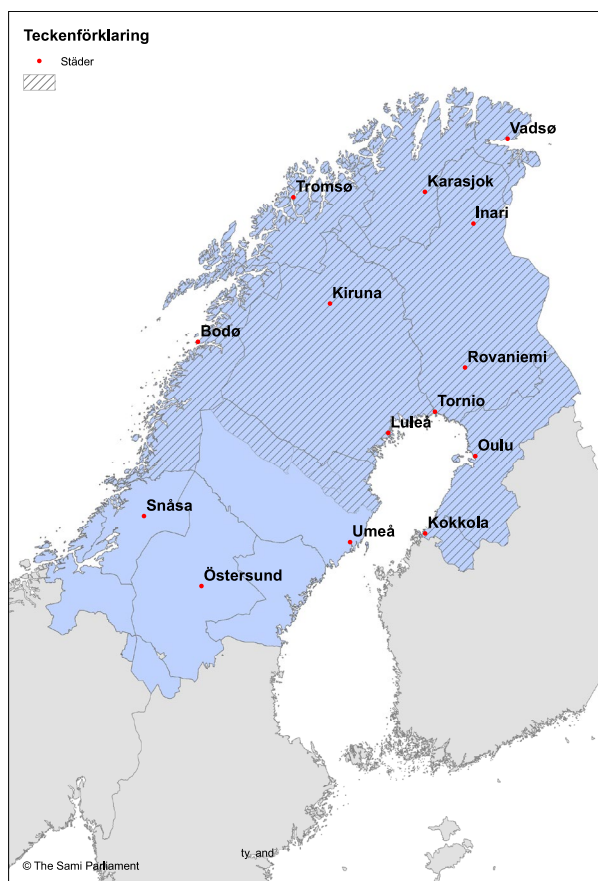 Teckenförklaring
Städer
Vadsø
Tromsø
Karasjok
Inari
Kiruna
Bodø
Rovaniemi
Tornio
Luleå
Oulu
Snåsa
Umeå
Kokkola
Östersund
ty and
© The Sami Parliament